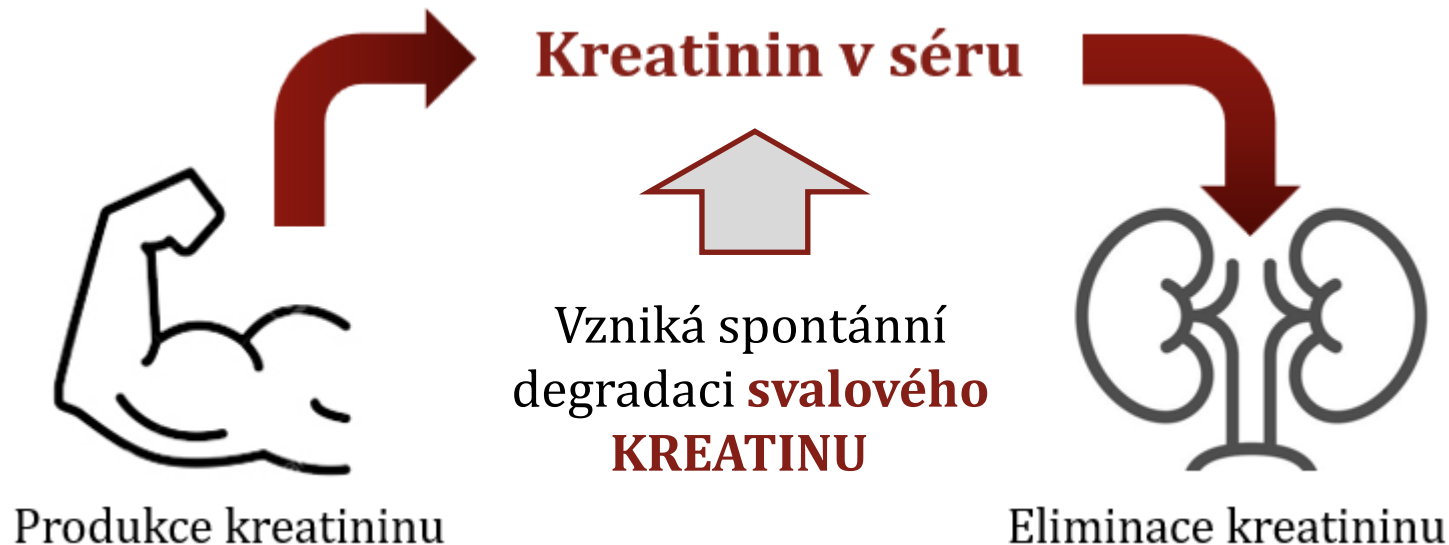 Kreatinin v séru
Vzniká spontánní
degradaci svalového
KREATINU
Produkce kreatininu
Eliminace kreatininu